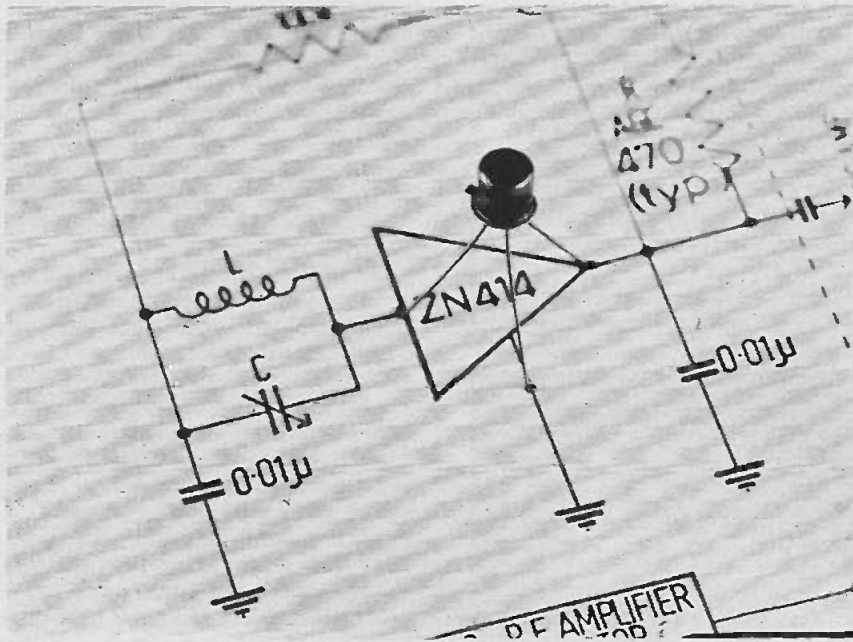 470
(typ)
L
ZN414
C
0·01µ
0·01µ
R.F. AMPLIFIER